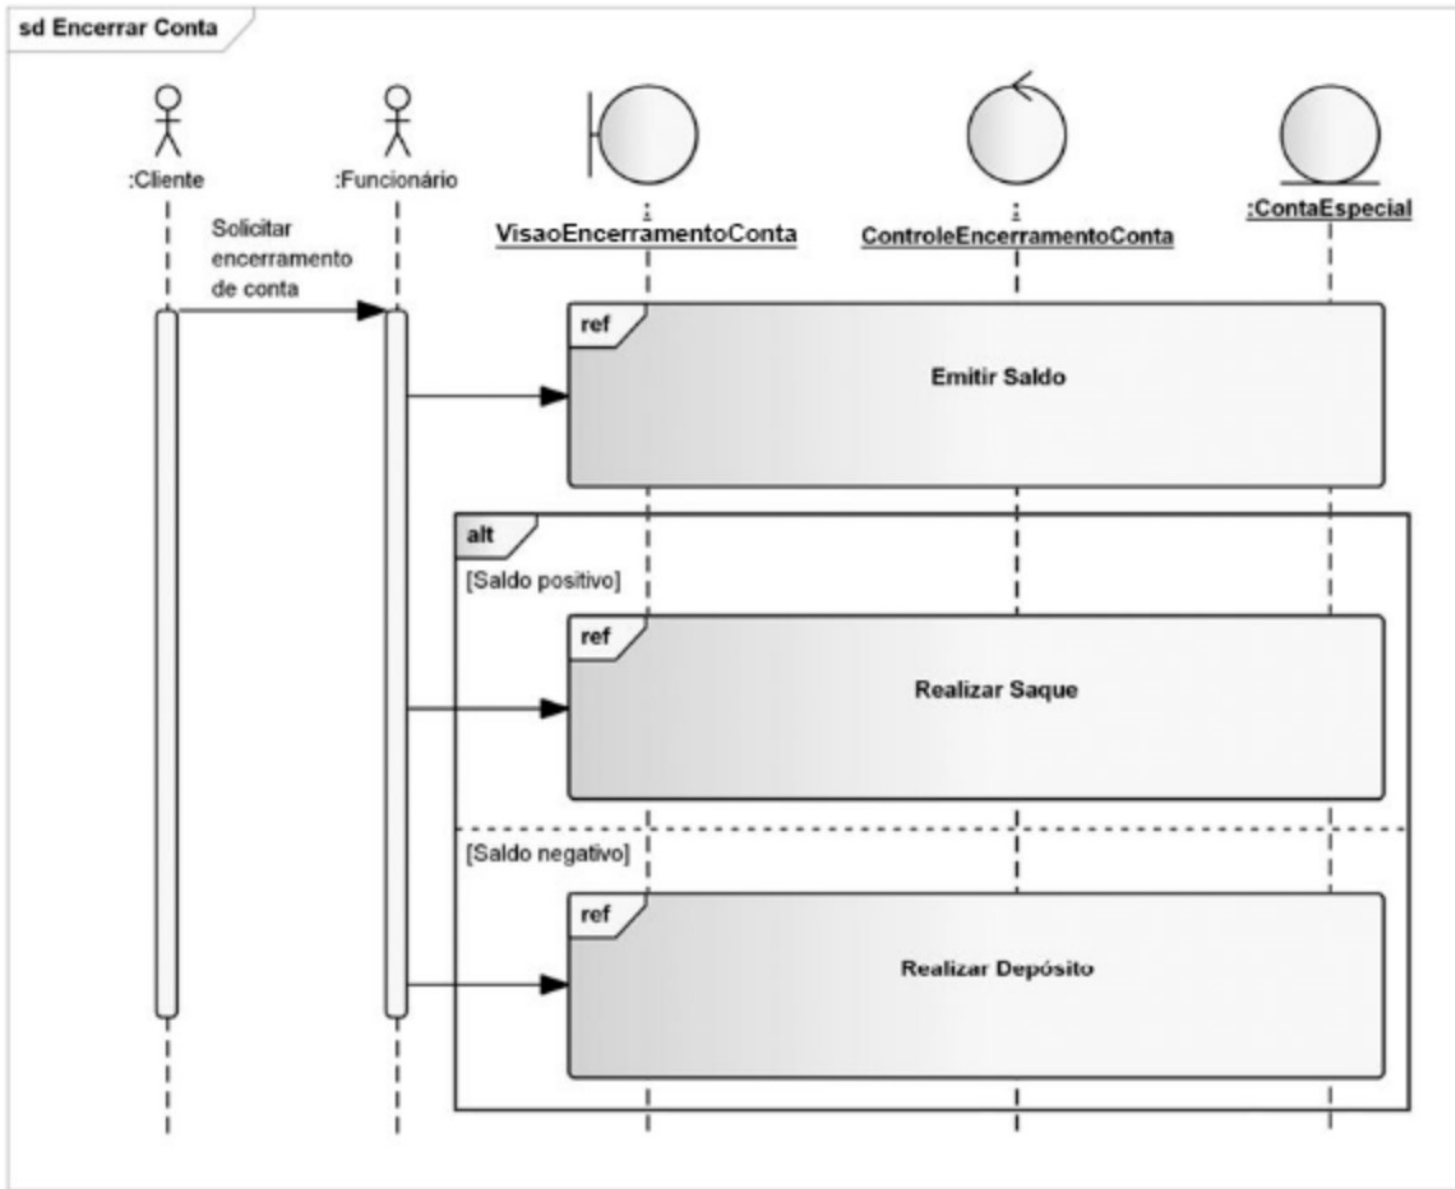 sd Encerrar Conta
:Cliente
:Funcionário
:
VisaoEncerramentoConta
:
ControleEncerramentoConta
:ContaEspecial
Solicitar
encerramento
de conta
ref
Emitir Saldo
alt
[Saldo positivo]
ref
Realizar Saque
[Saldo negativo]
ref
Realizar Depósito